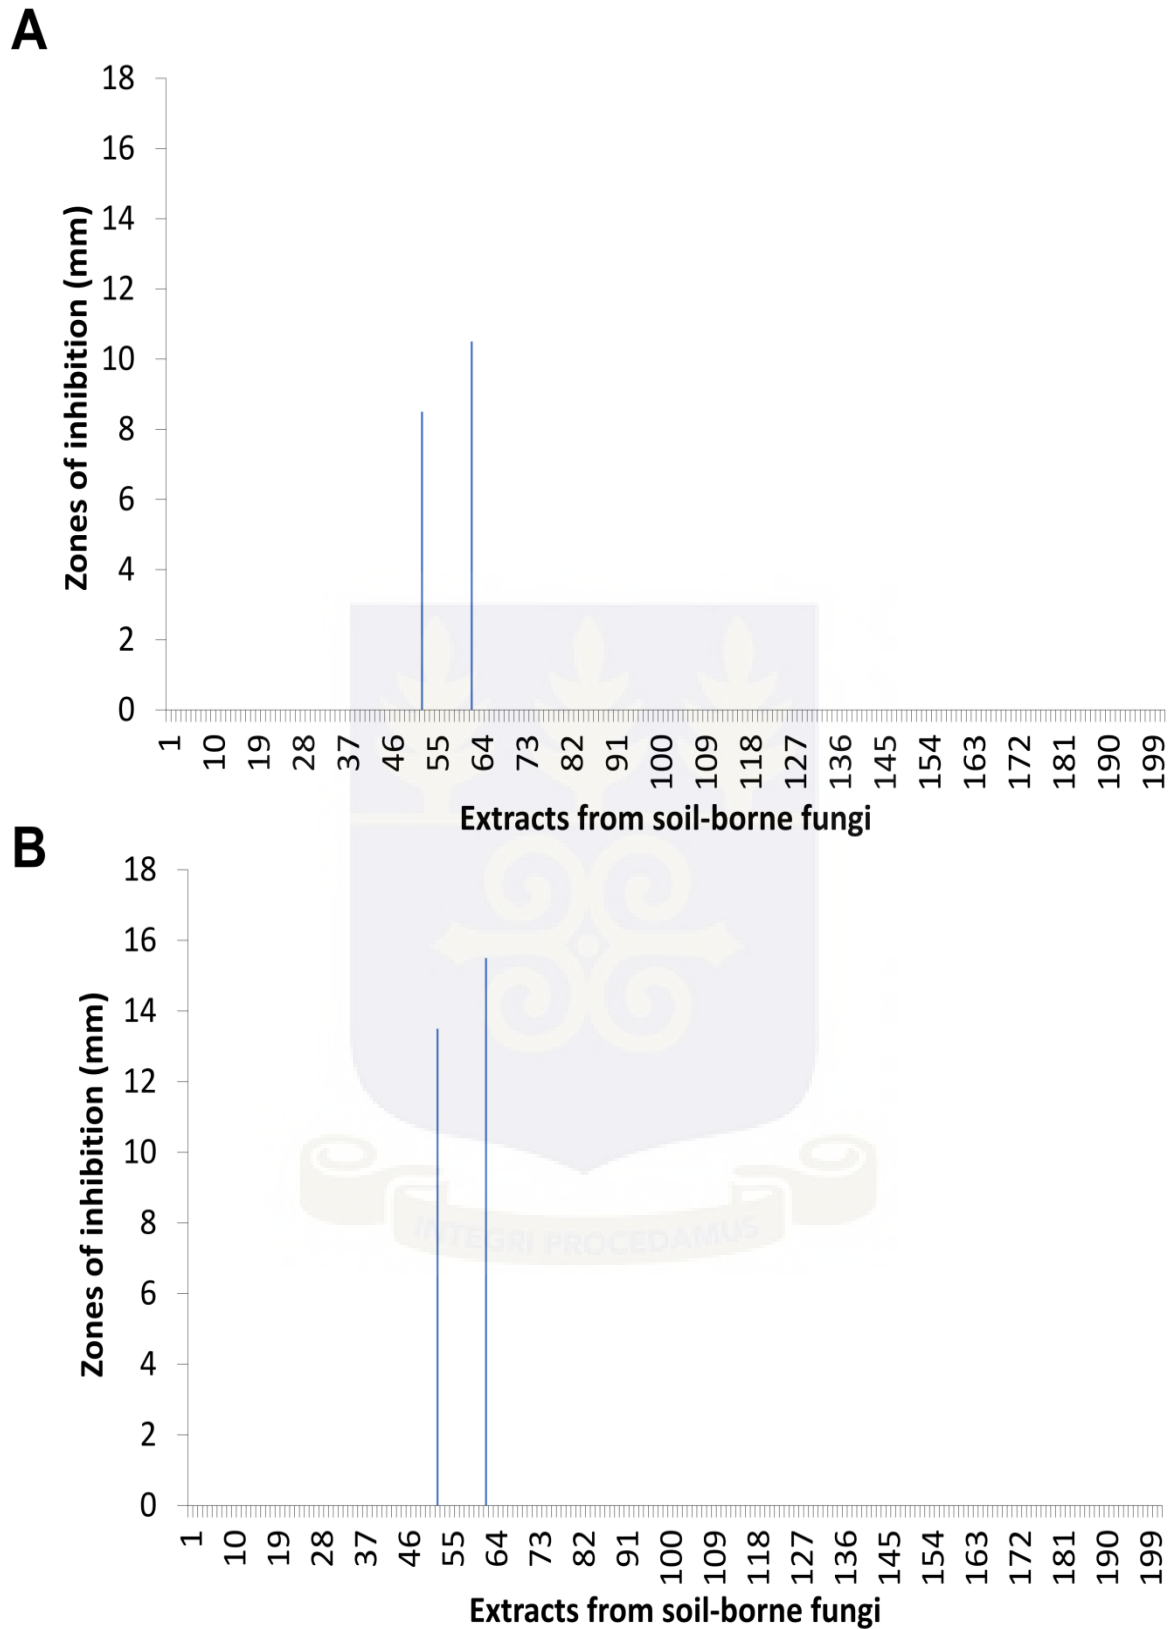 A
18
16
14
12
10
8
6
4
2
0
Zones of inhibition (mm)
1 10 19 28 37 46 55 64 73 82 91 100 109 118 127 136 145 154 163 172 181 190 199
Extracts from soil-borne fungi
B
18
16
14
12
10
8
6
4
2
0
Zones of inhibition (mm)
INTEGRI PROCEDAMUS
1 10 19 28 37 46 55 64 73 82 91 100 109 118 127 136 145 154 163 172 181 190 199
Extracts from soil-borne fungi